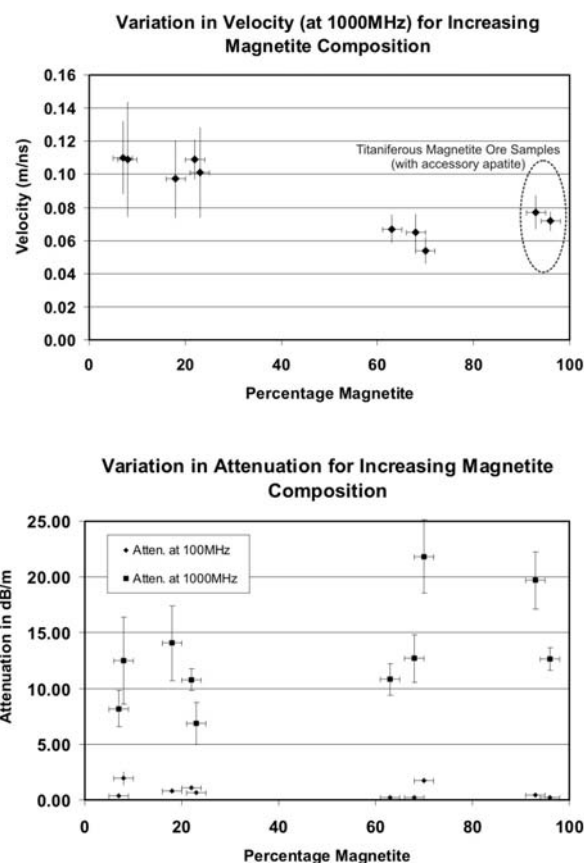 Variation in Velocity (at 1000MHz) for Increasing
Magnetite Composition
0.16
0.14
0.12
0.10
0.08
0.06
0.04
0.02
0.00
Velocity (m/ns)
Titaniferous Magnetite Ore Samples
(with accessory apatite)
0 20 40 60 80 100
Percentage Magnetite
Variation in Attenuation for Increasing Magnetite
Composition
25.00
20.00
15.00
10.00
5.00
0.00
Attenuation in dB/m
Atten. at 100MHz
Atten. at 1000MHz
0 20 40 60 80 100
Percentage Magnetite